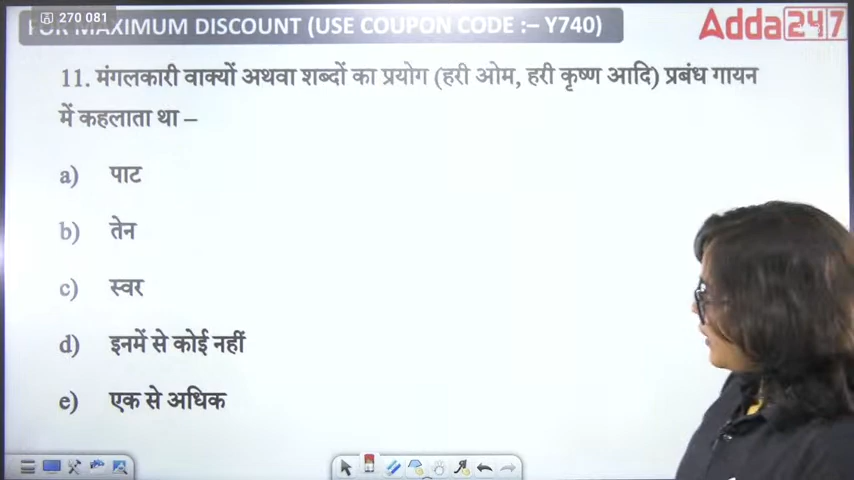 270 081
FOR MAXIMUM DISCOUNT (USE COUPON CODE :– Y740)
Adda247
11. मंगलकारी वाक्यों अथवा शब्दों का प्रयोग (हरी ओम, हरी कृष्ण आदि) प्रबंध गायन
में कहलाता था –
a) पाट
b) तेन
c) स्वर
d) इनमें से कोई नहीं
e) एक से अधिक